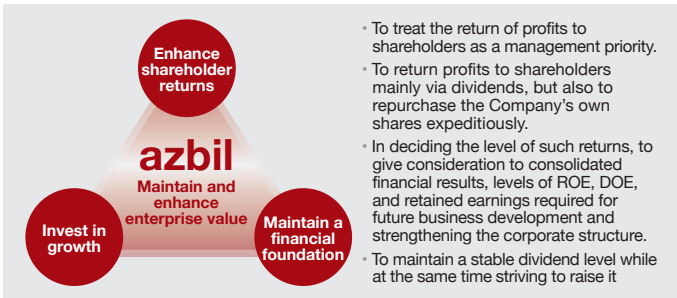 Enhance
shareholder
returns
azbil
Maintain and
enhance
enterprise value
Invest in
growth
Maintain a
financial
foundation
• To treat the return of profits to
shareholders as a management priority.
• To return profits to shareholders
mainly via dividends, but also to
repurchase the Company’s own
shares expeditiously.
• In deciding the level of such returns, to
give consideration to consolidated
financial results, levels of ROE, DOE,
and retained earnings required for
future business development and
strengthening the corporate structure.
• To maintain a stable dividend level while
at the same time striving to raise it